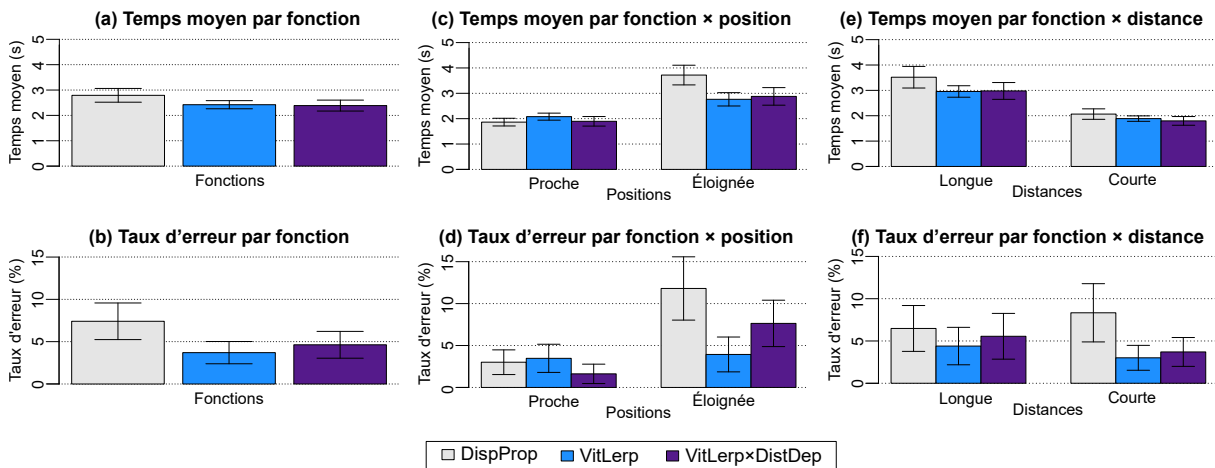 (a) Temps moyen par fonction
Temps moyen (s)
5
4
3
2
1
0
Fonctions
(c) Temps moyen par fonction × position
Temps moyen (s)
5
4
3
2
1
0
Proche
Éloignée
Positions
(e) Temps moyen par fonction × distance
Temps moyen (s)
5
4
3
2
1
0
Longue
Courte
Distances
(b) Taux d'erreur par fonction
Taux d'erreur (%)
15
10
5
0
Fonctions
(d) Taux d'erreur par fonction × position
Taux d'erreur (%)
15
10
5
0
Proche
Éloignée
Positions
(f) Taux d'erreur par fonction × distance
Taux d'erreur (%)
15
10
5
0
Longue
Courte
Distances
DispProp VitLerp VitLerp×DistDep